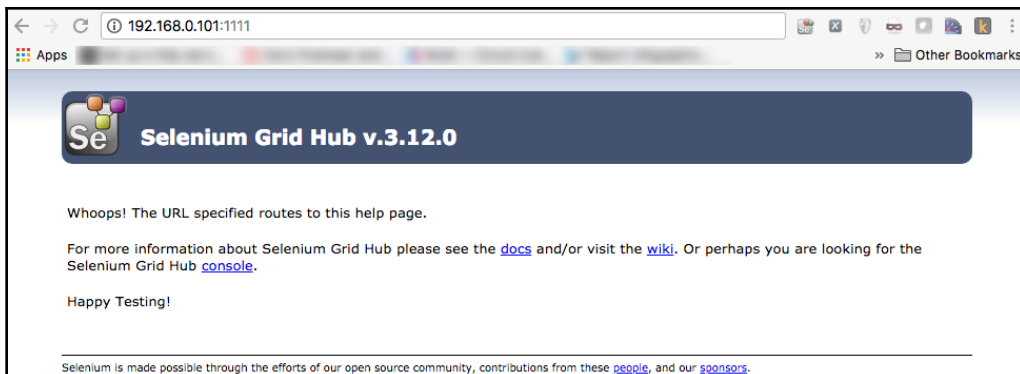 192.168.0.101:1111
Apps
» Other Bookmarks
Se
Selenium Grid Hub v.3.12.0
Whoops! The URL specified routes to this help page.
For more information about Selenium Grid Hub please see the docs and/or visit the wiki. Or perhaps you are looking for the
Selenium Grid Hub console.
Happy Testing!
Selenium is made possible through the efforts of our open source community, contributions from these people, and our sponsors.